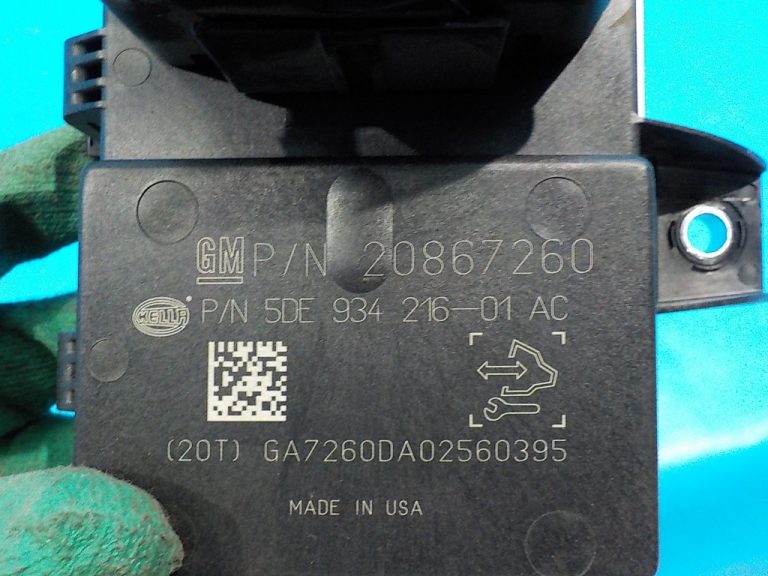 GM P/N 20867260
HELLA P/N 5DE 934 216-01 AC
(20T) GA7260DA02560395
MADE IN USA